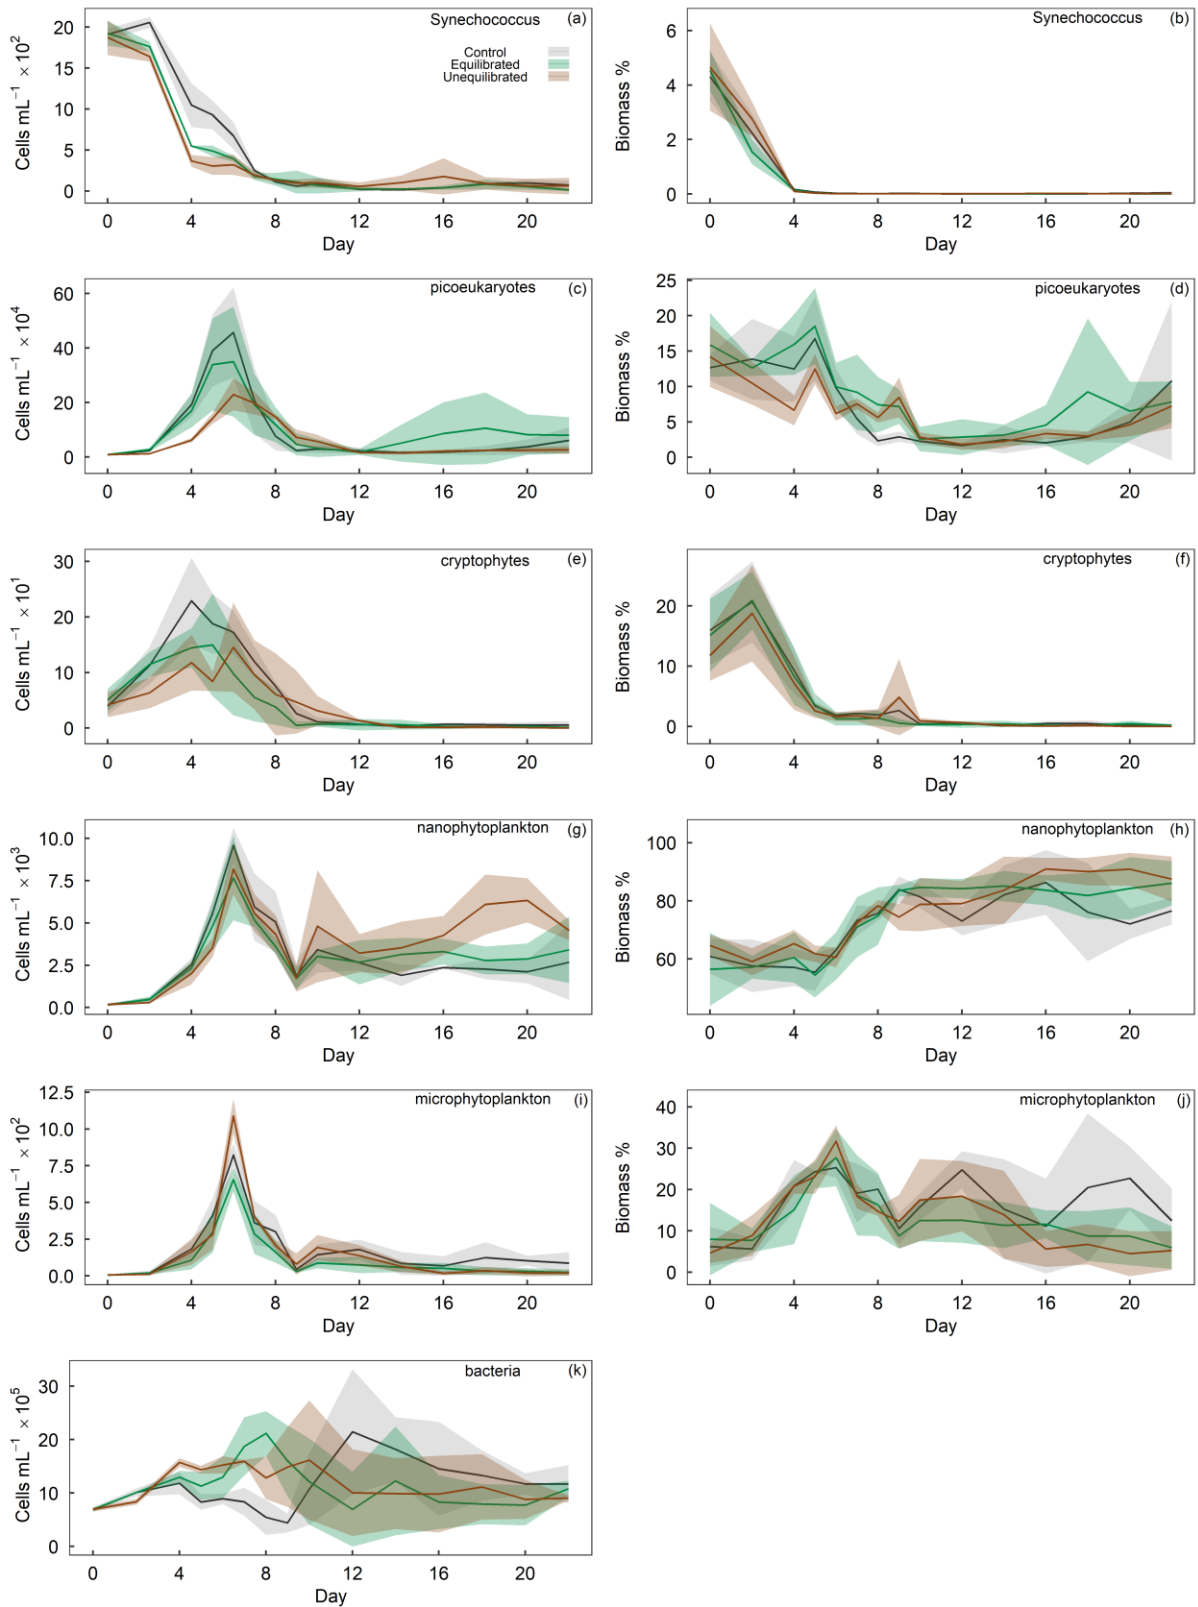 Synechococcus (a)
Control
Equilibrated
Unequilibrated
Cells mL⁻¹ × 10²
20
15
10
5
0
0 4 8 12 16 20
Day
Synechococcus (b)
Biomass %
6
4
2
0
0 4 8 12 16 20
Day
picoeukaryotes (c)
Cells mL⁻¹ × 10⁴
60
40
20
0
0 4 8 12 16 20
Day
picoeukaryotes (d)
Biomass %
25
20
15
10
5
0
0 4 8 12 16 20
Day
cryptophytes (e)
Cells mL⁻¹ × 10¹
30
20
10
0
0 4 8 12 16 20
Day
cryptophytes (f)
Biomass %
20
10
0
0 4 8 12 16 20
Day
nanophytoplankton (g)
Cells mL⁻¹ × 10³
10.0
7.5
5.0
2.5
0.0
0 4 8 12 16 20
Day
nanophytoplankton (h)
Biomass %
100
80
60
0 4 8 12 16 20
Day
microphytoplankton (i)
Cells mL⁻¹ × 10²
12.5
10.0
7.5
5.0
2.5
0.0
0 4 8 12 16 20
Day
microphytoplankton (j)
Biomass %
40
30
20
10
0
0 4 8 12 16 20
Day
bacteria (k)
Cells mL⁻¹ × 10⁵
30
20
10
0
0 4 8 12 16 20
Day